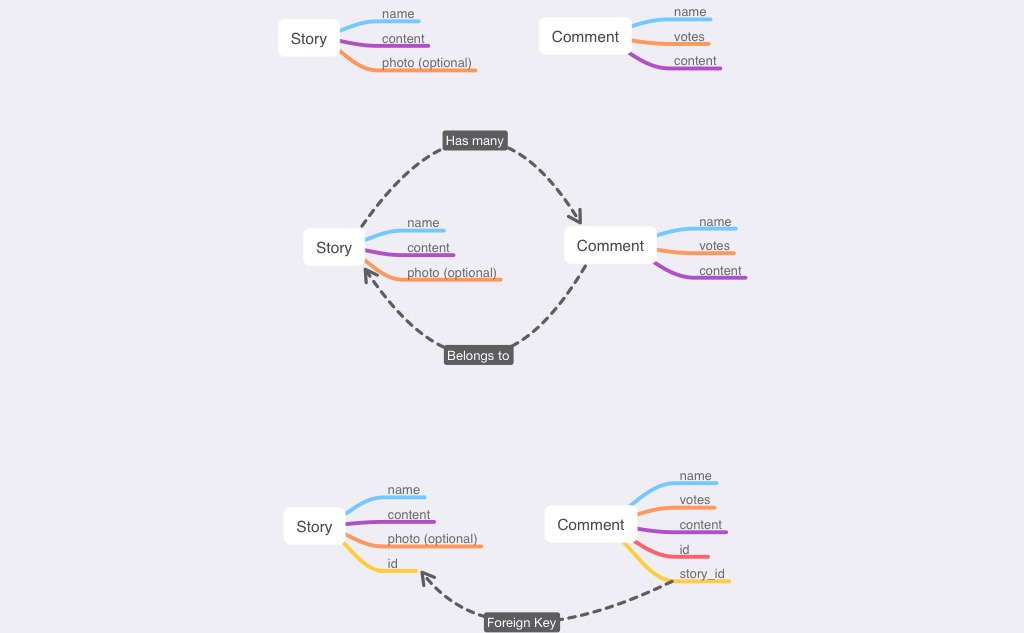 Story
name
content
photo (optional)
Comment
name
votes
content
Has many
Story
name
content
photo (optional)
Comment
name
votes
content
Belongs to
Story
name
content
photo (optional)
id
Comment
name
votes
content
id
story_id
Foreign Key